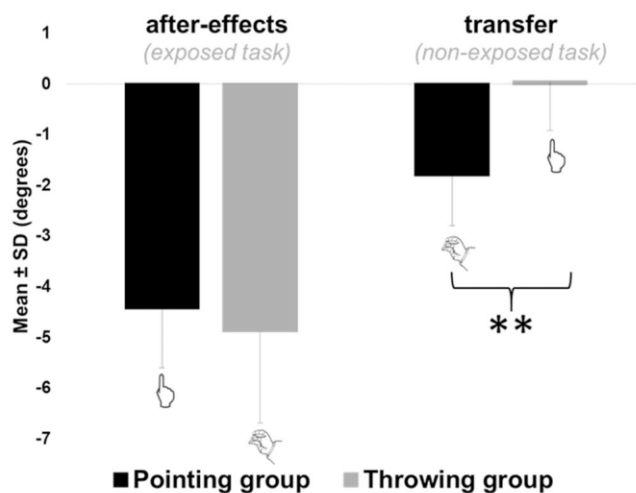 after-effects
(exposed task)
transfer
(non-exposed task)
Mean ± SD (degrees)
1
0
-1
-2
-3
-4
-5
-6
-7
**
Pointing group
Throwing group